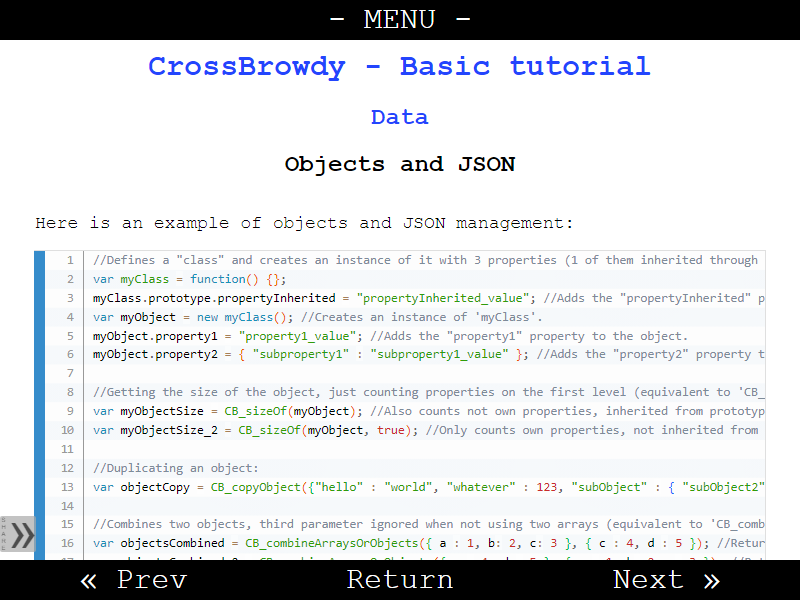 - MENU -
CrossBrowdy - Basic tutorial
Data
Objects and JSON
Here is an example of objects and JSON management:
1 //Defines a "class" and creates an instance of it with 3 properties (1 of them inherited through
2 var myClass = function() {};
3 myClass.prototype.propertyInherited = "propertyInherited_value"; //Adds the "propertyInherited" p
4 var myObject = new myClass(); //Creates an instance of 'myClass'.
5 myObject.property1 = "property1_value"; //Adds the "property1" property to the object.
6 myObject.property2 = { "subproperty1" : "subproperty1_value" }; //Adds the "property2" property t
7
8 //Getting the size of the object, just counting properties on the first level (equivalent to 'CB_
9 var myObjectSize = CB_sizeOf(myObject); //Also counts not own properties, inherited from prototyp
10 var myObjectSize_2 = CB_sizeOf(myObject, true); //Only counts own properties, not inherited from
11
12 //Duplicating an object:
13 var objectCopy = CB_copyObject({"hello" : "world", "whatever" : 123, "subObject" : { "subObject2"
14
15 //Combines two objects, third parameter ignored when not using two arrays (equivalent to 'CB_comb
16 var objectsCombined = CB_combineArraysOrObjects({ a : 1, b: 2, c: 3 }, { c : 4, d : 5 }); //Retur
SHARE »
« Prev Return Next »